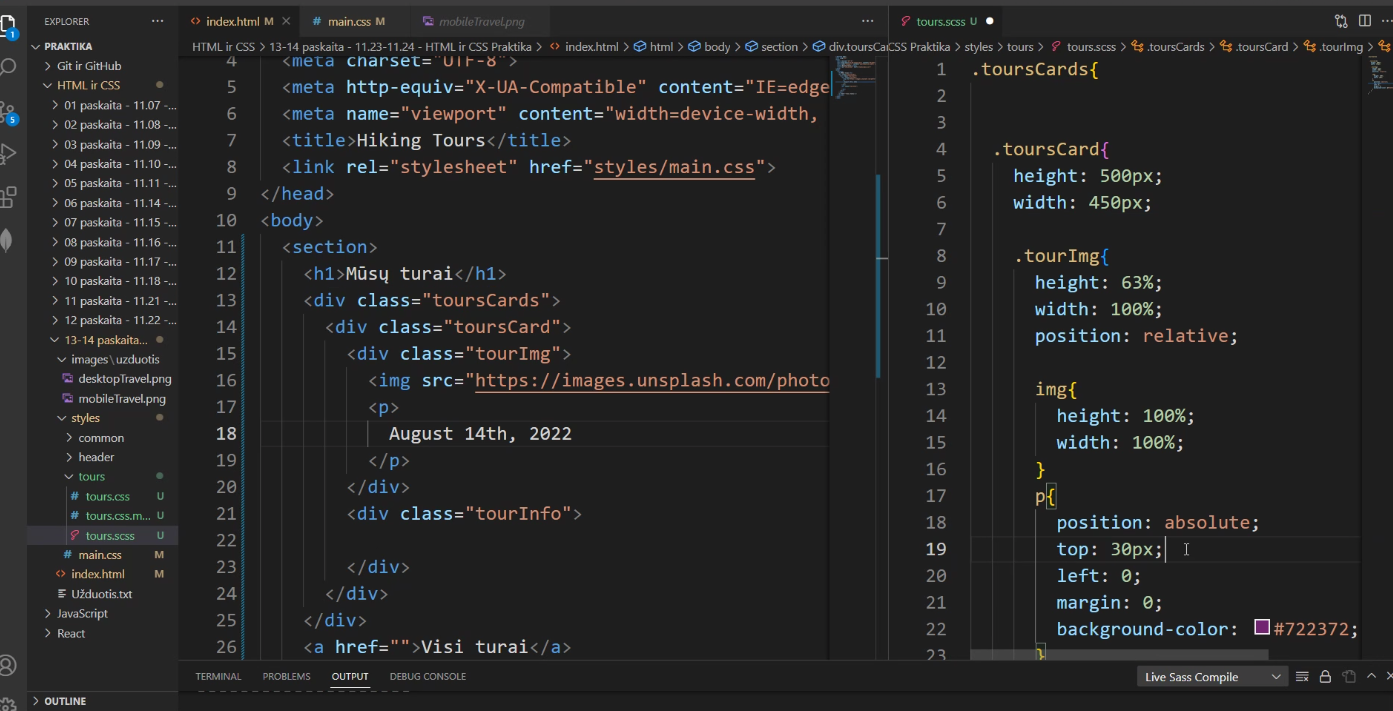 EXPLORER
PRAKTIKA
Git ir GitHub
HTML ir CSS
01 paskaita - 11.07 -...
02 paskaita - 11.08 -...
03 paskaita - 11.09 -...
04 paskaita - 11.10 -...
05 paskaita - 11.11 -...
06 paskaita - 11.14 -...
07 paskaita - 11.15 -...
08 paskaita - 11.16 -...
09 paskaita - 11.17 -...
10 paskaita - 11.18 -...
11 paskaita - 11.21 -...
12 paskaita - 11.22 -...
13-14 paskaita...
images\uzduotis
desktopTravel.png
mobileTravel.png
styles
common
header
tours
tours.css U
tours.css.m... U
tours.scss U
main.css M
index.html M
Užduotis.txt
JavaScript
React
OUTLINE
1
5
index.html M
main.css M
mobileTravel.png
HTML ir CSS > 13-14 paskaita - 11.23-11.24 - HTML ir CSS Praktika > index.html > html > body > section > div.toursCa
4 <meta charset="UTF-8">
5 <meta http-equiv="X-UA-Compatible" content="IE=edge
6 <meta name="viewport" content="width=device-width,
7 <title>Hiking Tours</title>
8 <link rel="stylesheet" href="styles/main.css">
9 </head>
10 <body>
11 <section>
12 <h1>Mūsų turai</h1>
13 <div class="toursCards">
14 <div class="toursCard">
15 <div class="tourImg">
16 <img src="https://images.unsplash.com/photo
17 <p>
18 August 14th, 2022
19 </p>
20 </div>
21 <div class="tourInfo">
22
23 </div>
24 </div>
25 </div>
26 <a href="">Visi turai</a>
tours.scss U
CSS Praktika > styles > tours > tours.scss > .toursCards > .toursCard > .tourImg >
1 .toursCards{
2
3
4 .toursCard{
5 height: 500px;
6 width: 450px;
7
8 .tourImg{
9 height: 63%;
10 width: 100%;
11 position: relative;
12
13 img{
14 height: 100%;
15 width: 100%;
16 }
17 p{
18 position: absolute;
19 top: 30px;
20 left: 0;
21 margin: 0;
22 background-color: #722372;
23 }
TERMINAL PROBLEMS OUTPUT DEBUG CONSOLE
Live Sass Compile